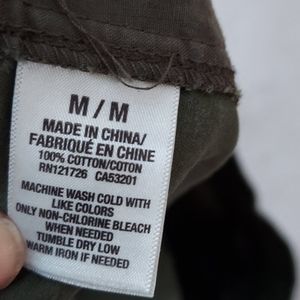 M/M
MADE IN CHINA/
FABRIQUÉ EN CHINE
100% COTTON/COTON
RN121726 CA53201
MACHINE WASH COLD WITH
LIKE COLORS
ONLY NON-CHLORINE BLEACH
WHEN NEEDED
TUMBLE DRY LOW
WARM IRON IF NEEDED